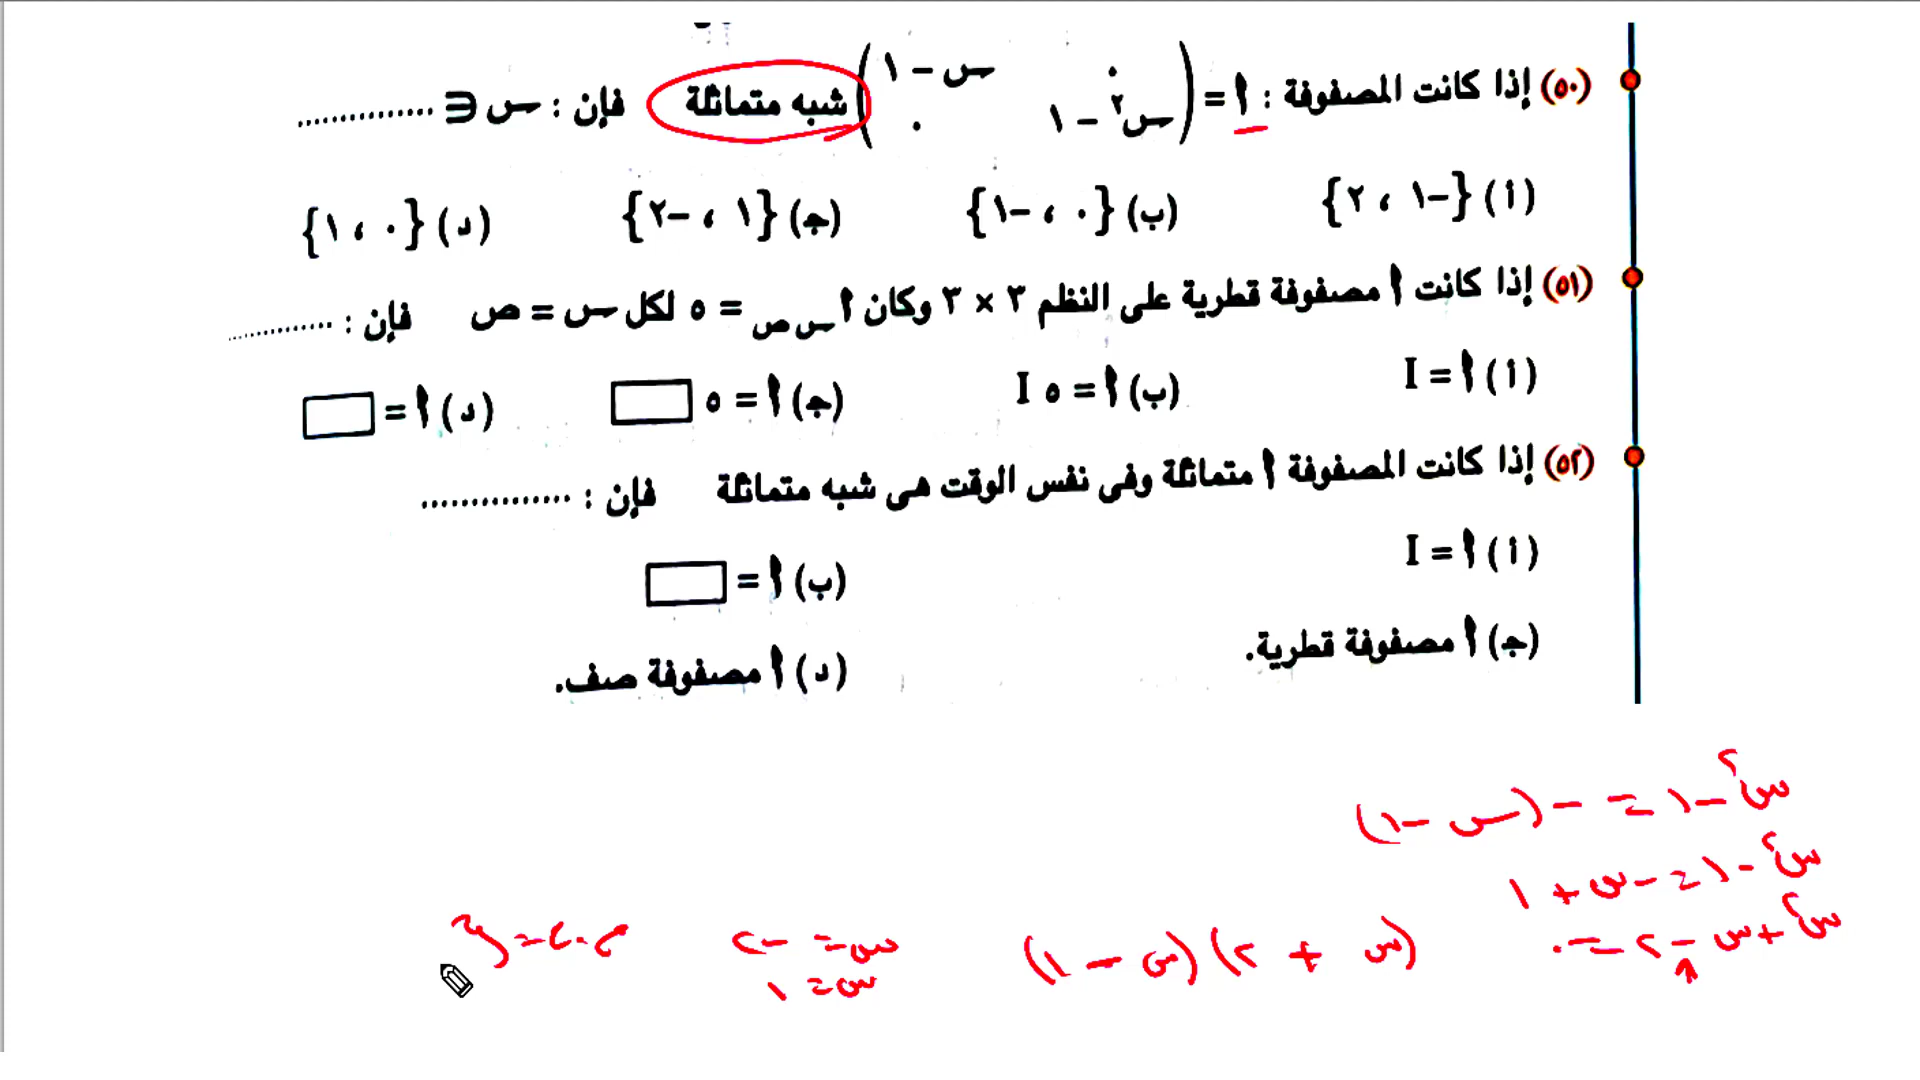 (٥٠) إذا كانت المصفوفة : أ = ( ٠ س - ١
س٢ - ١ ٠ ) شبه متماثلة فإن : س ∈ ..............
(أ) {-١ ، ٢} (ب) {٠ ، -١} (جـ) {١ ، -٢} (د) {٠ ، ١}
(٥١) إذا كانت أ مصفوفة قطرية على النظم ٣ × ٣ وكان أ س ص = ٥ لكل س = ص فإن : ............
(أ) أ = I (ب) أ = ٥ I (جـ) أ = ٥ □ (د) أ = □
(٥٢) إذا كانت المصفوفة أ متماثلة وفى نفس الوقت هى شبه متماثلة فإن : ...............
(أ) أ = I (ب) أ = □
(جـ) أ مصفوفة قطرية. (د) أ مصفوفة صف.
س٢ - ١ = - (س - ١)
س٢ - ١ = - س + ١
س٢ + س - ٢ = ٠ (س + ٢) (س - ١) س = -٢
س = ١